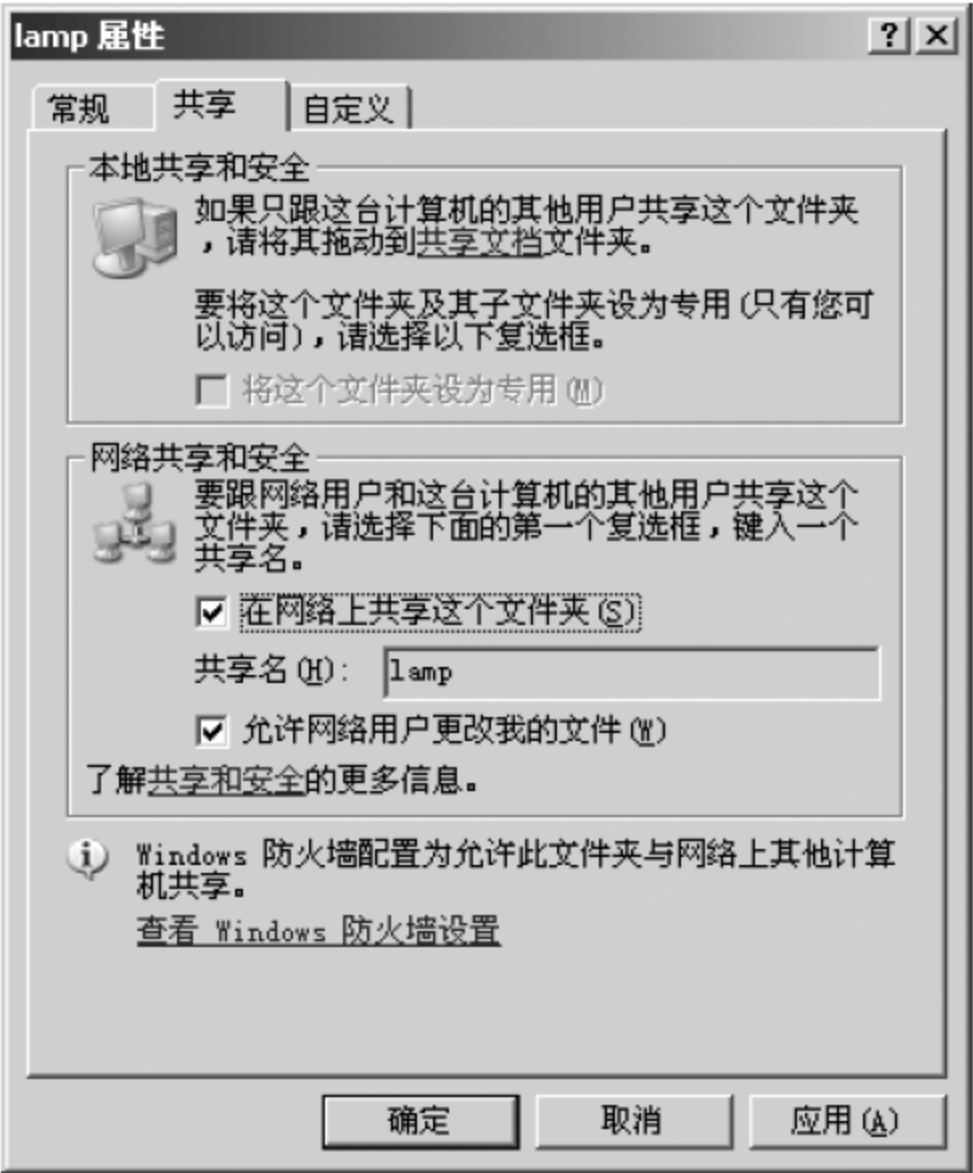 lamp 属性
常规 共享 自定义
本地共享和安全
如果只跟这台计算机的其他用户共享这个文件夹
，请将其拖动到共享文档文件夹。
要将这个文件夹及其子文件夹设为专用(只有您可
以访问)，请选择以下复选框。
将这个文件夹设为专用(M)
网络共享和安全
要跟网络用户和这台计算机的其他用户共享这个
文件夹，请选择下面的第一个复选框，键入一个
共享名。
在网络上共享这个文件夹(S)
共享名(H): lamp
允许网络用户更改我的文件(W)
了解共享和安全的更多信息。
Windows 防火墙配置为允许此文件夹与网络上其他计算
机共享。
查看 Windows 防火墙设置
确定 取消 应用(A)